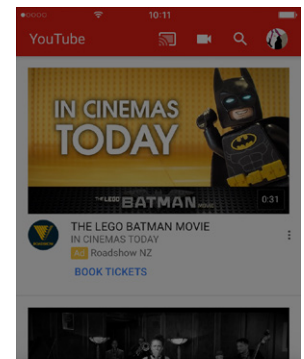 10:11
YouTube
IN CINEMAS
TODAY
THE LEGO BATMAN MOVIE
0:31
THE LEGO BATMAN MOVIE
IN CINEMAS TODAY
Ad Roadshow NZ
BOOK TICKETS